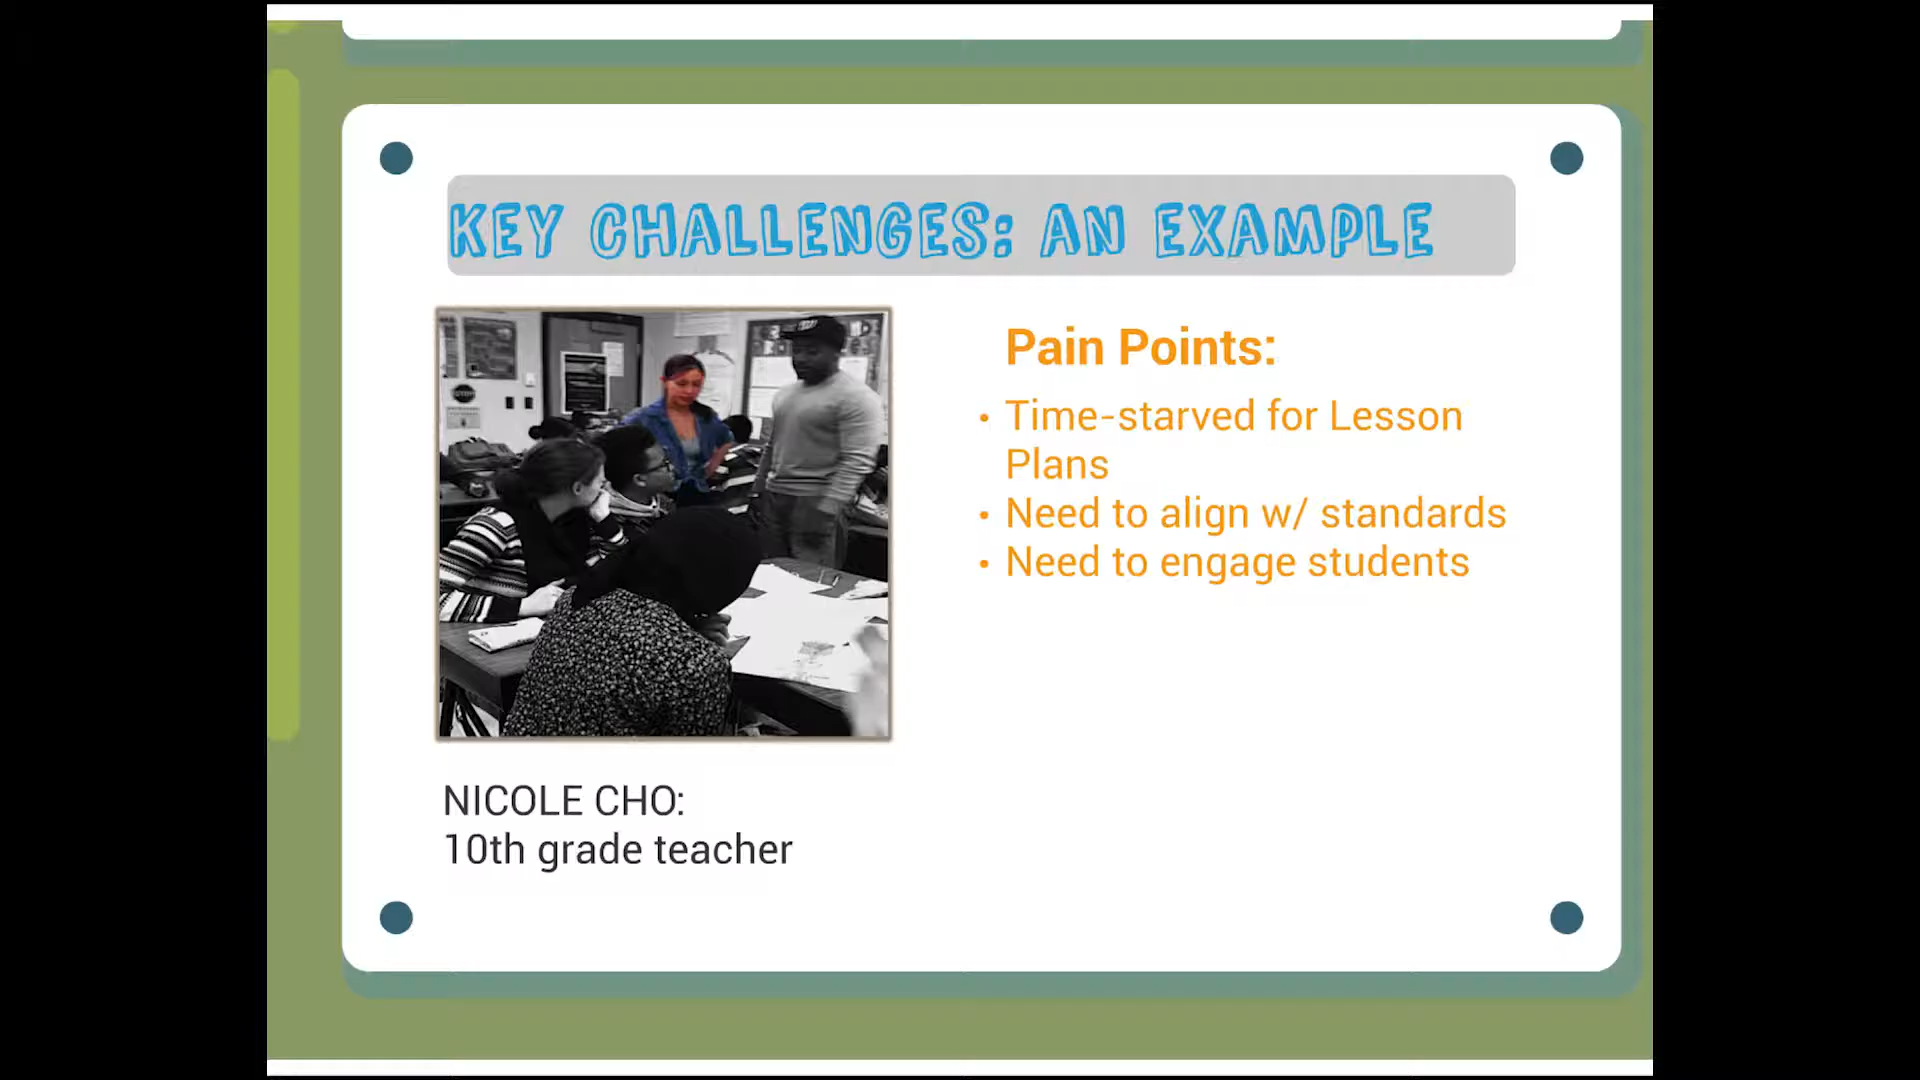 KEY CHALLENGES: AN EXAMPLE
Pain Points:
• Time-starved for Lesson
Plans
• Need to align w/ standards
• Need to engage students
NICOLE CHO:
10th grade teacher